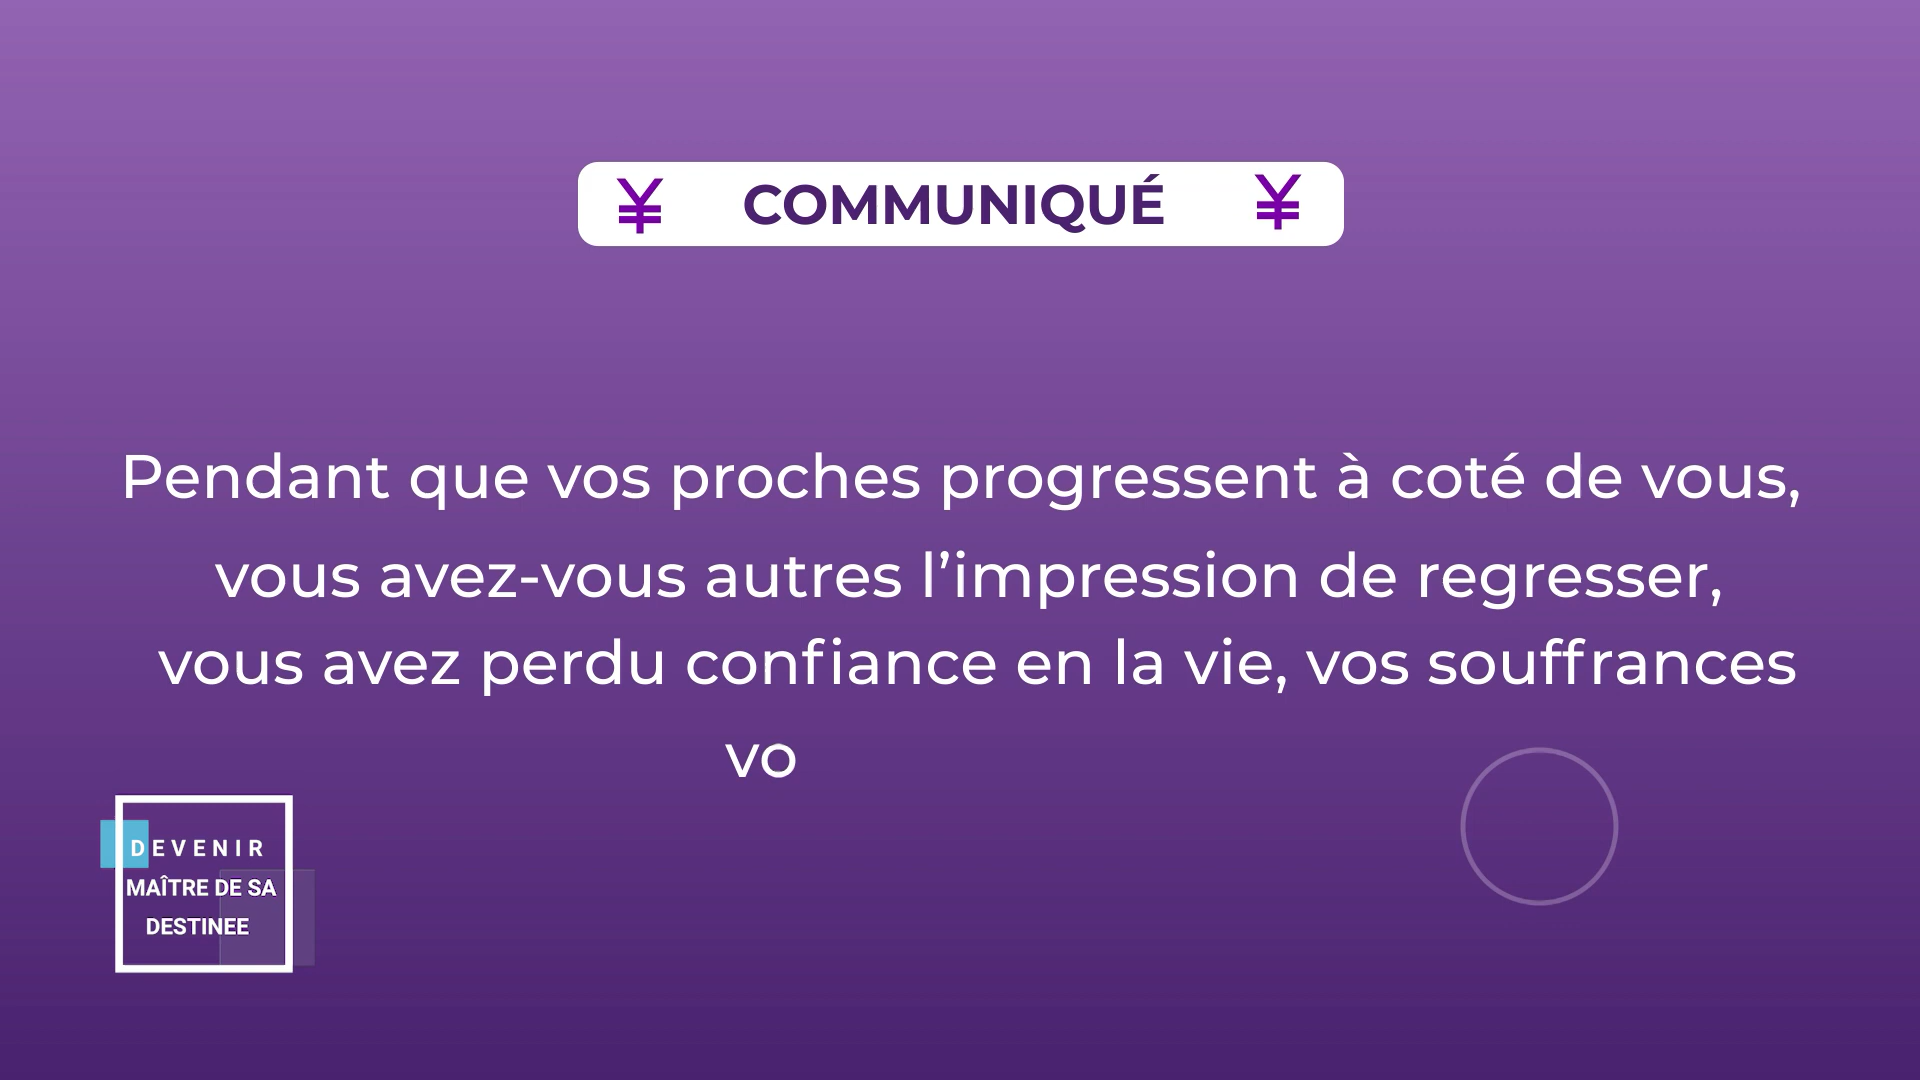 ¥ COMMUNIQUÉ ¥
Pendant que vos proches progressent à coté de vous,
vous avez-vous autres l’impression de regresser,
vous avez perdu confiance en la vie, vos souffrances
vo
DEVENIR
MAÎTRE DE SA
DESTINEE